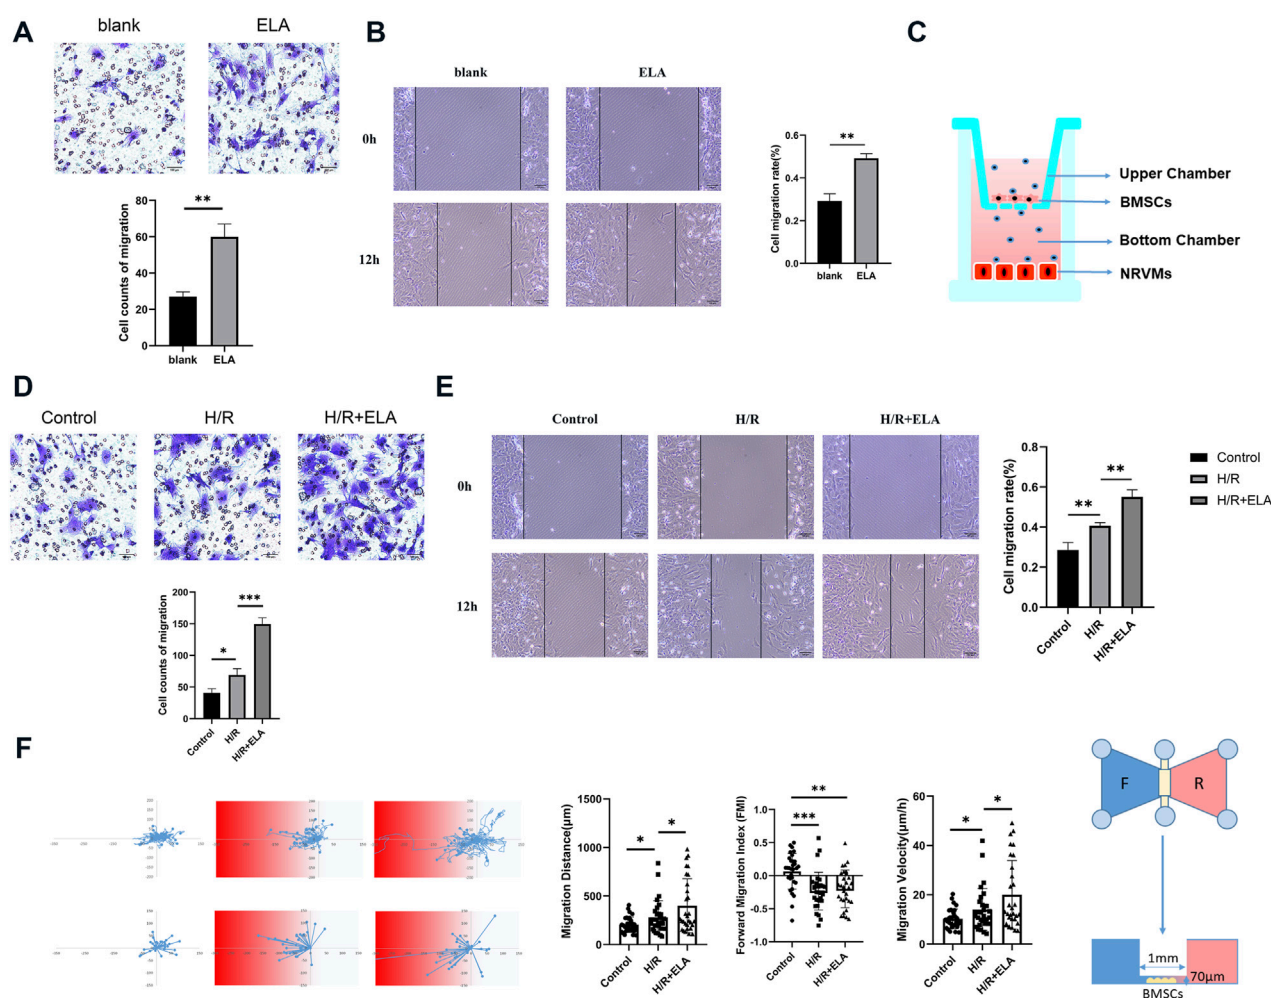 A
blank
ELA
Cell counts of migration
80
60
40
20
0
**
blank
ELA
B
blank
ELA
0h
12h
Cell migration rate(%)
0.6
0.4
0.2
0.0
**
blank
ELA
C
Upper Chamber
BMSCs
Bottom Chamber
NRVMs
D
Control
H/R
H/R+ELA
Cell counts of migration
200
150
100
50
0
*
***
Control
H/R
H/R+ELA
E
Control
H/R
H/R+ELA
0h
12h
Cell migration rate(%)
0.8
0.6
0.4
0.2
0.0
**
**
Control
H/R
H/R+ELA
Control
H/R
H/R+ELA
F
Migration Distance(μm)
1500
1000
500
0
*
*
Control
H/R
H/R+ELA
Forward Migration Index (FMI)
1.0
0.5
0.0
-0.5
-1.0
***
**
Control
H/R
H/R+ELA
Migration Velocity(μm/h)
60
40
20
0
*
*
Control
H/R
H/R+ELA
F
R
1mm
70μm
BMSCs